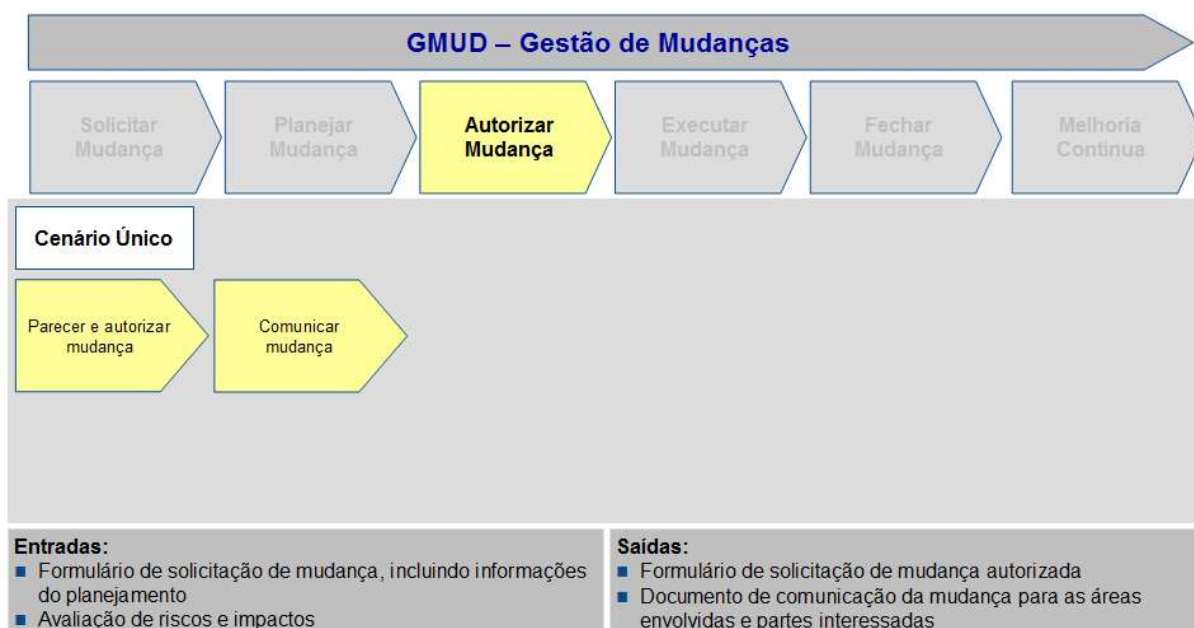 GMUD – Gestão de Mudanças
Solicitar
Mudança
Planejar
Mudança
Autorizar
Mudança
Executar
Mudança
Fechar
Mudança
Melhoria
Continua
Cenário Único
Parecer e autorizar
mudança
Comunicar
mudança
Entradas:
■ Formulário de solicitação de mudança, incluindo informações
do planejamento
■ Avaliação de riscos e impactos
Saídas:
■ Formulário de solicitação de mudança autorizada
■ Documento de comunicação da mudança para as áreas
envolvidas e partes interessadas